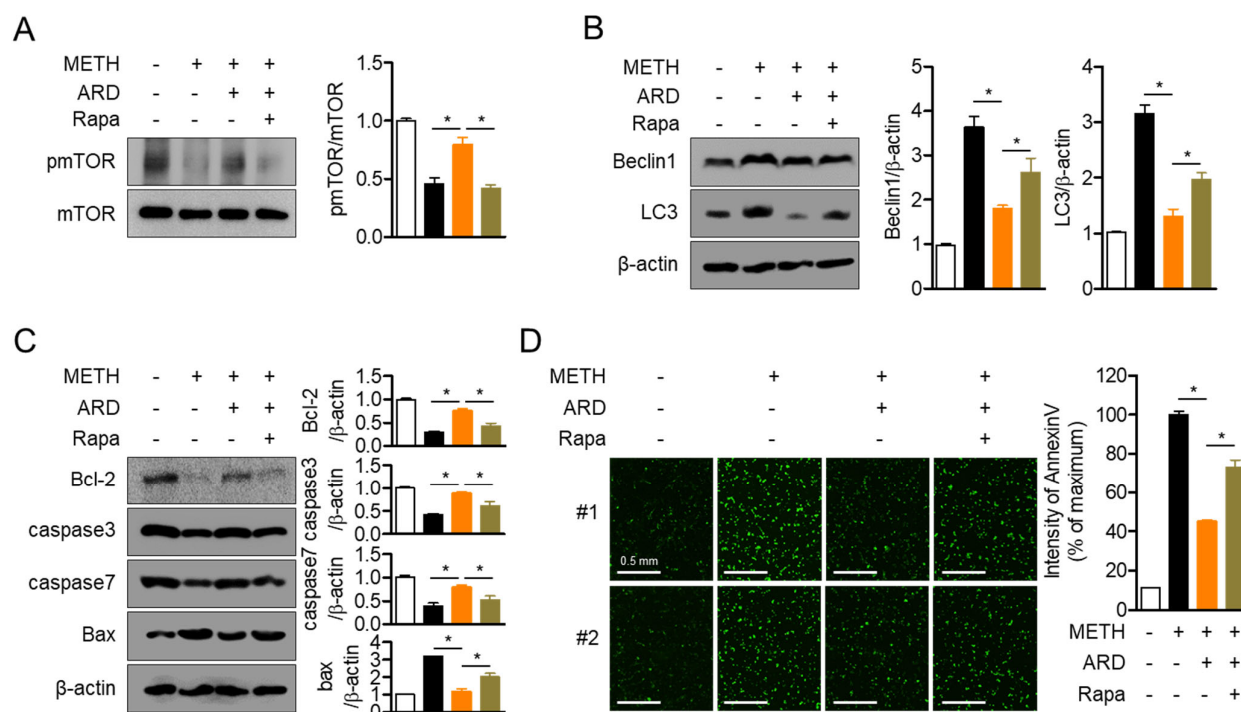 A
METH - + + +
ARD - - + +
Rapa - - - +
pmTOR
mTOR
pmTOR/mTOR
1.5
1.0
0.5
0.0
* *
B
METH - + + +
ARD - - + +
Rapa - - - +
Beclin1
LC3
β-actin
Beclin1/β-actin
5
4
3
2
1
0
* *
LC3/β-actin
4
3
2
1
0
* *
C
METH - + + +
ARD - - + +
Rapa - - - +
Bcl-2
caspase3
caspase7
Bax
β-actin
Bcl-2
/β-actin
1.5
1.0
0.5
0.0
* *
caspase3
/β-actin
1.5
1.0
0.5
0.0
* *
caspase7
/β-actin
1.5
1.0
0.5
0.0
* *
bax
/β-actin
4
3
2
1
0
* *
D
METH - + + +
ARD - - + +
Rapa - - - +
#1
0.5 mm
#2
Intensity of AnnexinV
(% of maximum)
120
100
80
60
40
20
0
* *
METH - + + +
ARD - - + +
Rapa - - - +